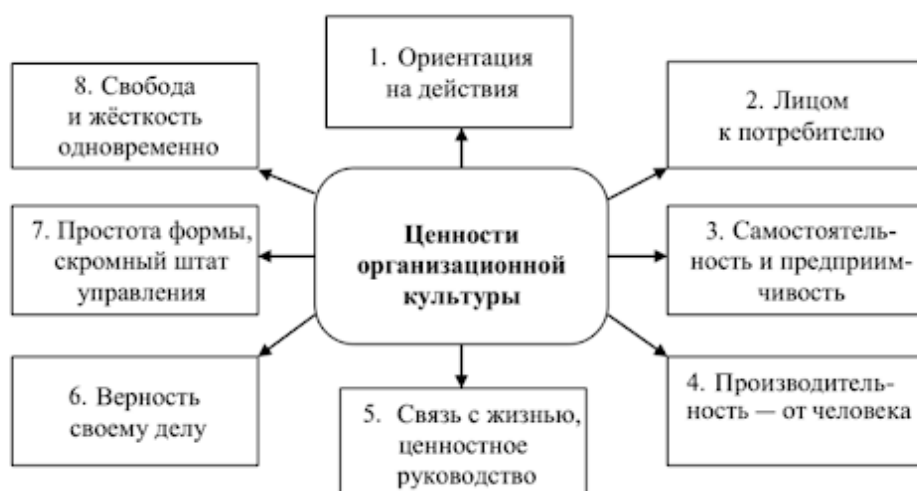 1. Ориентация
на действия
2. Лицом
к потребителю
3. Самостоятель-
ность и предприим-
чивость
4. Производитель-
ность — от человека
5. Связь с жизнью,
ценностное
руководство
6. Верность
своему делу
7. Простота формы,
скромный штат
управления
8. Свобода
и жёсткость
одновременно
Ценности
организационной
культуры